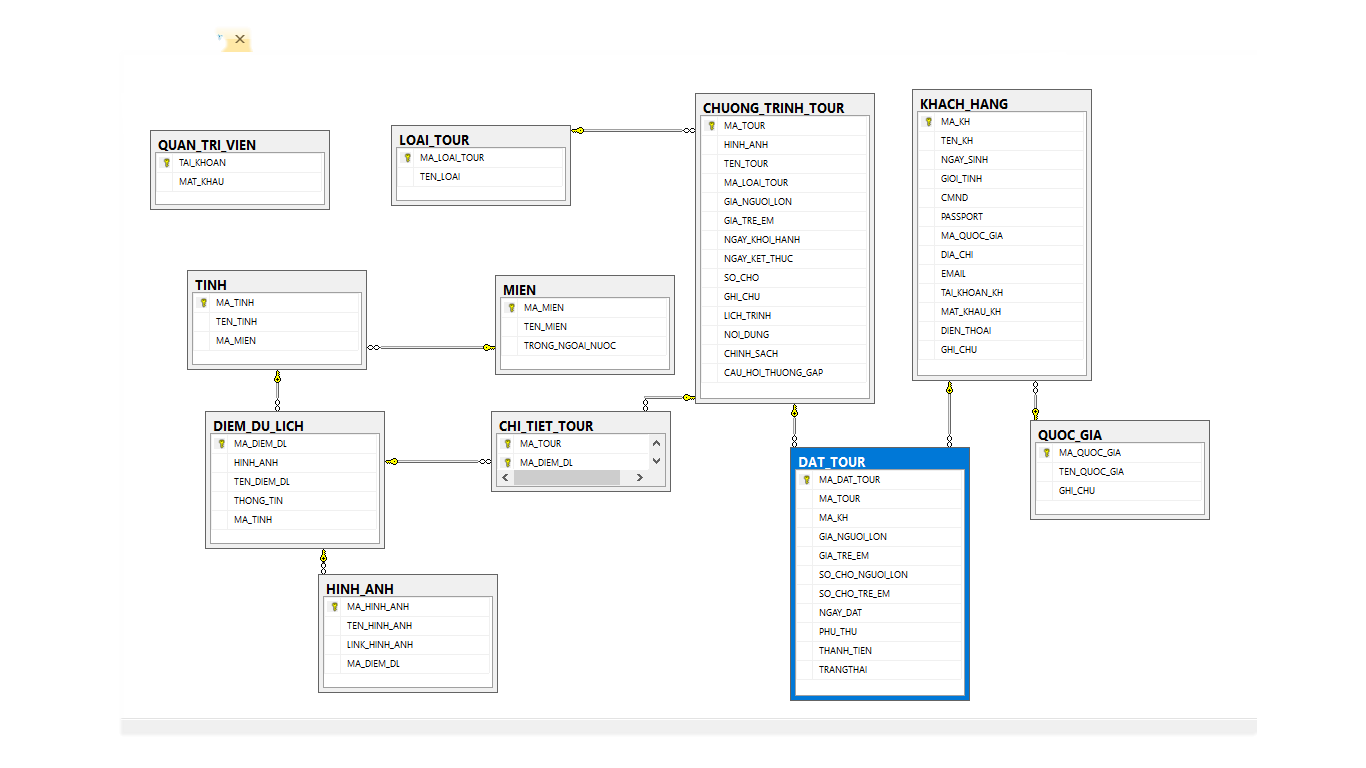 QUAN_TRI_VIEN
TAI_KHOAN
MAT_KHAU
LOAI_TOUR
MA_LOAI_TOUR
TEN_LOAI
CHUONG_TRINH_TOUR
MA_TOUR
HINH_ANH
TEN_TOUR
MA_LOAI_TOUR
GIA_NGUOI_LON
GIA_TRE_EM
NGAY_KHOI_HANH
NGAY_KET_THUC
SO_CHO
GHI_CHU
LICH_TRINH
NOI_DUNG
CHINH_SACH
CAU_HOI_THUONG_GAP
KHACH_HANG
MA_KH
TEN_KH
NGAY_SINH
GIOI_TINH
CMND
PASSPORT
MA_QUOC_GIA
DIA_CHI
EMAIL
TAI_KHOAN_KH
MAT_KHAU_KH
DIEN_THOAI
GHI_CHU
TINH
MA_TINH
TEN_TINH
MA_MIEN
MIEN
MA_MIEN
TEN_MIEN
TRONG_NGOAI_NUOC
DIEM_DU_LICH
MA_DIEM_DL
HINH_ANH
TEN_DIEM_DL
THONG_TIN
MA_TINH
CHI_TIET_TOUR
MA_TOUR
MA_DIEM_DL
DAT_TOUR
MA_DAT_TOUR
MA_TOUR
MA_KH
GIA_NGUOI_LON
GIA_TRE_EM
SO_CHO_NGUOI_LON
SO_CHO_TRE_EM
NGAY_DAT
PHU_THU
THANH_TIEN
TRANGTHAI
QUOC_GIA
MA_QUOC_GIA
TEN_QUOC_GIA
GHI_CHU
HINH_ANH
MA_HINH_ANH
TEN_HINH_ANH
LINK_HINH_ANH
MA_DIEM_DL